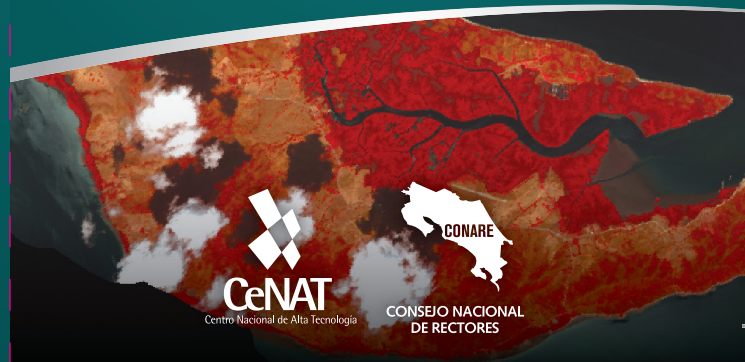 CeNAT
Centro Nacional de Alta Tecnología
CONARE
CONSEJO NACIONAL
DE RECTORES